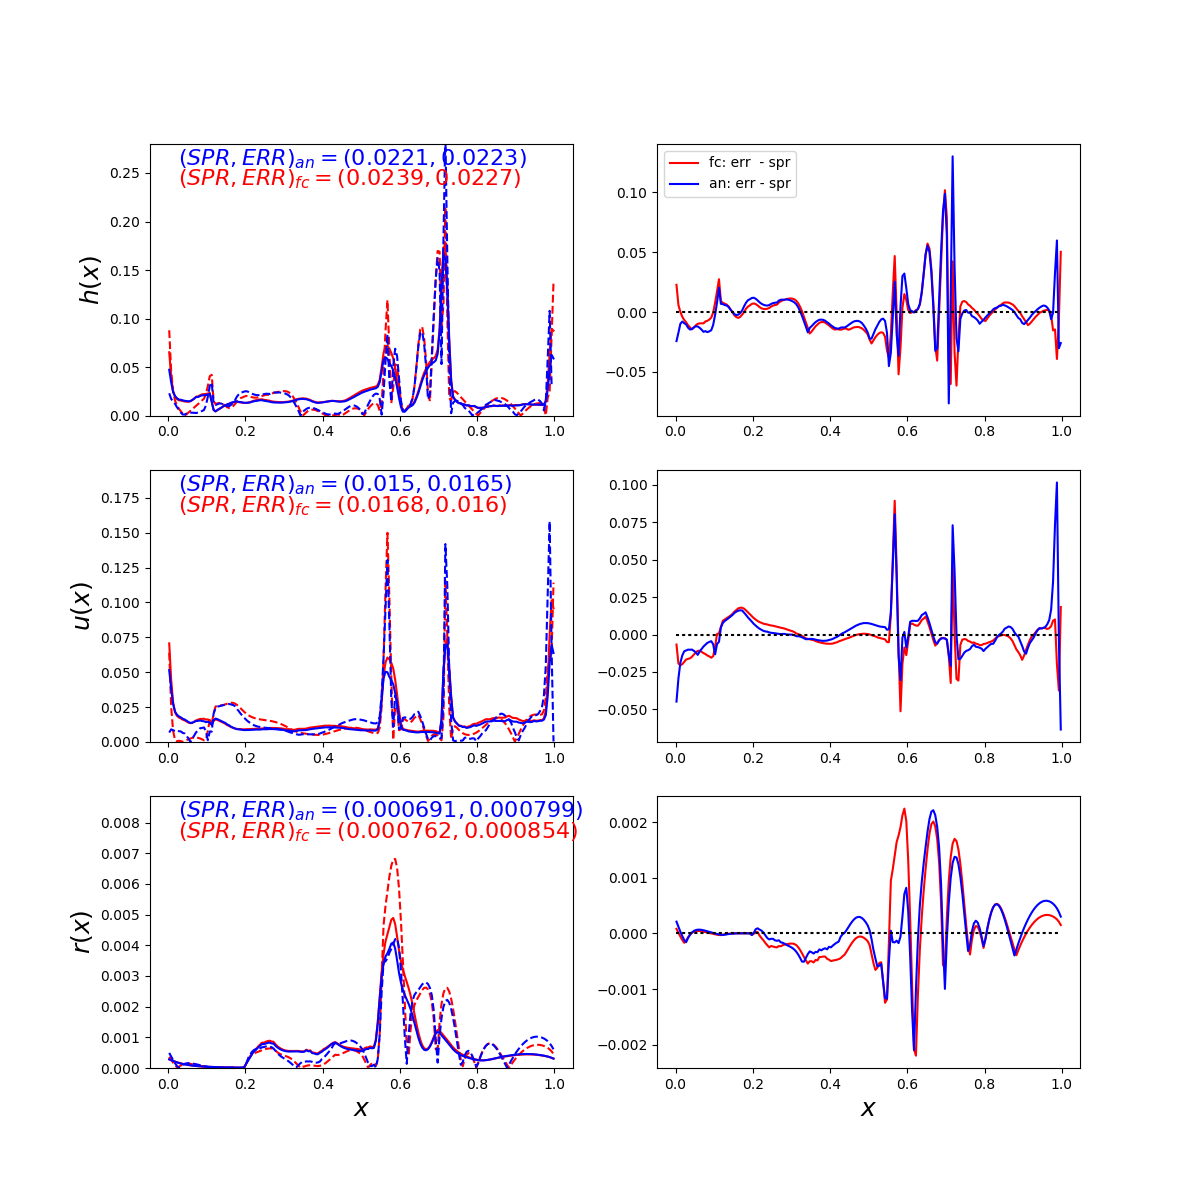 (SPR, ERR)an = (0.0221, 0.0223)
(SPR, ERR)fc = (0.0239, 0.0227)
h(x)
0.25
0.20
0.15
0.10
0.05
0.00
0.0 0.2 0.4 0.6 0.8 1.0
fc: err - spr
an: err - spr
0.10
0.05
0.00
−0.05
0.0 0.2 0.4 0.6 0.8 1.0
(SPR, ERR)an = (0.015, 0.0165)
(SPR, ERR)fc = (0.0168, 0.016)
u(x)
0.175
0.150
0.125
0.100
0.075
0.050
0.025
0.000
0.0 0.2 0.4 0.6 0.8 1.0
0.100
0.075
0.050
0.025
0.000
−0.025
−0.050
0.0 0.2 0.4 0.6 0.8 1.0
(SPR, ERR)an = (0.000691, 0.000799)
(SPR, ERR)fc = (0.000762, 0.000854)
r(x)
0.008
0.007
0.006
0.005
0.004
0.003
0.002
0.001
0.000
0.0 0.2 0.4 0.6 0.8 1.0
x
0.002
0.001
0.000
−0.001
−0.002
0.0 0.2 0.4 0.6 0.8 1.0
x